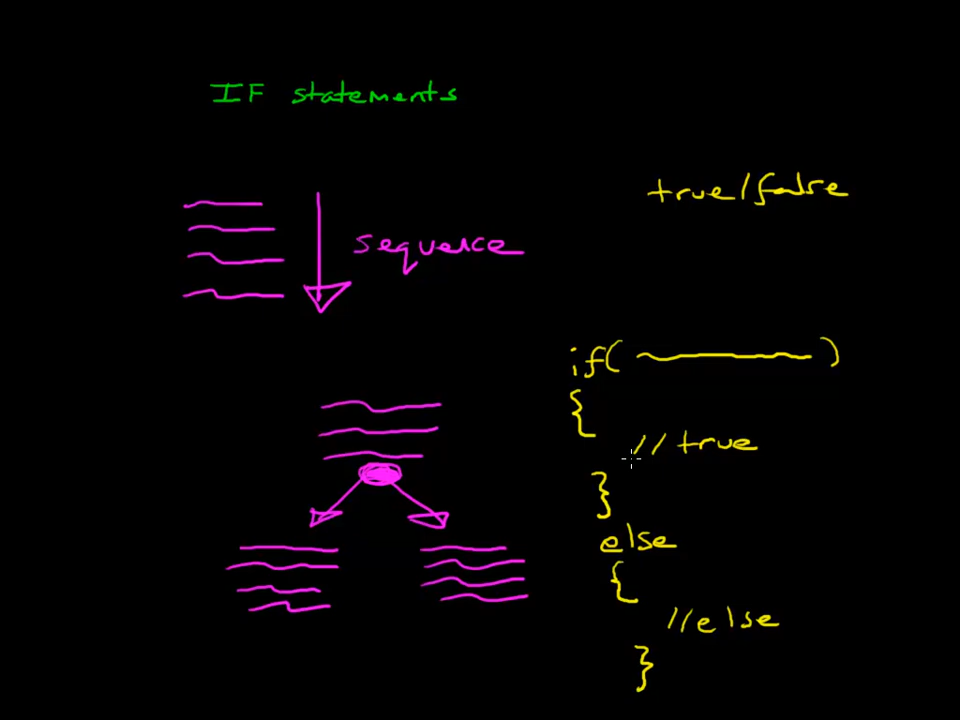 IF statements
true/false
sequence
if( )
{
//true
}
else
{
//else
}